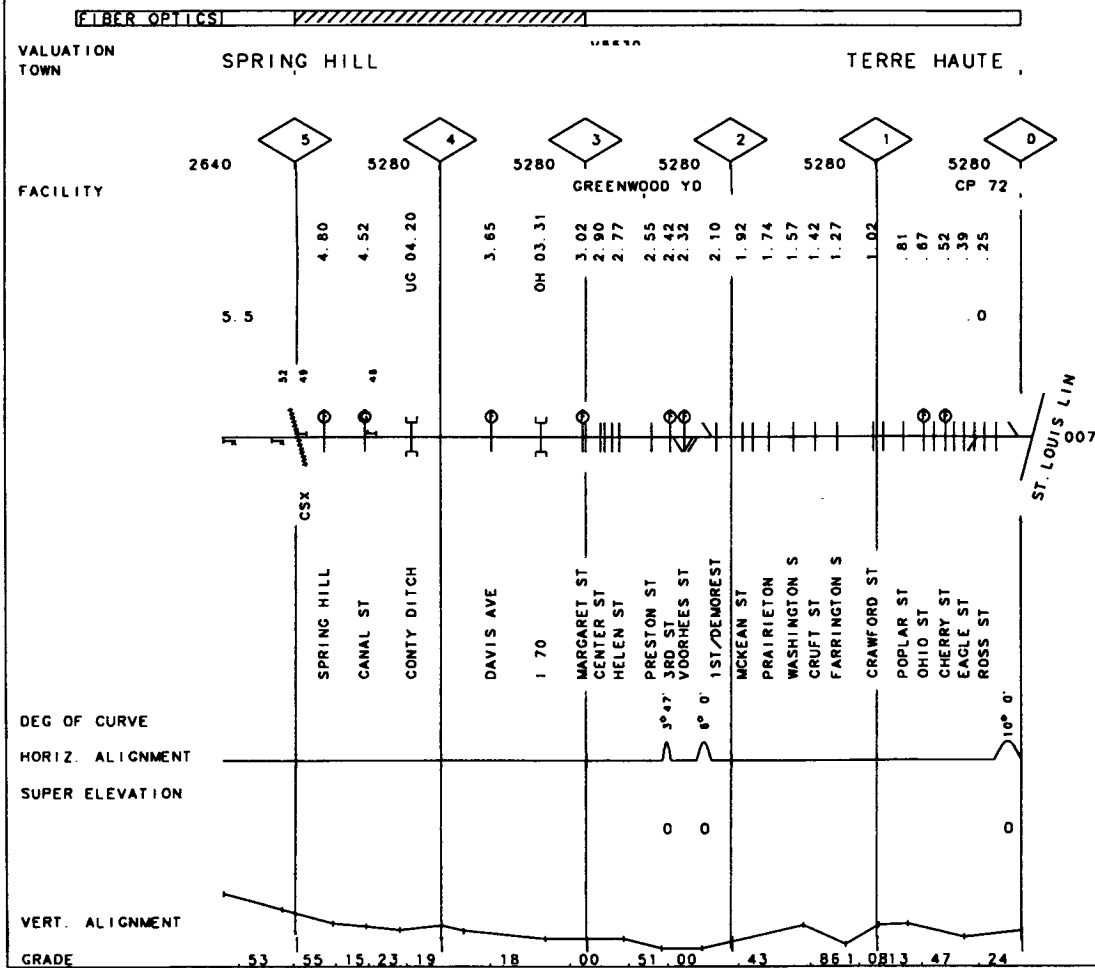 FIBER OPTICS
VALUATION
TOWN SPRING HILL TERRE HAUTE
5 4 3 2 1 0
2640 5280 5280 5280 5280 5280
FACILITY GREENWOOD YD CP 72
4.80 4.52 UG 04.20 3.65 OH 03.31 3.02 2.90 2.77 2.55 2.42 2.32 2.10 1.92 1.74 1.57 1.42 1.27 1.02 .81 .67 .52 .39 .25
5.5 .0
52 49 48
007
CSX
ST. LOUIS LIN
SPRING HILL
CANAL ST
CONTY DITCH
DAVIS AVE
I 70
MARGARET ST
CENTER ST
HELEN ST
PRESTON ST
3RD ST
VOORHEES ST
1ST/DEMOREST
MCKEAN ST
PRAIRIETON
WASHINGTON S
CRUFT ST
FARRINGTON S
CRAWFORD ST
POPLAR ST
OHIO ST
CHERRY ST
EAGLE ST
ROSS ST
DEG OF CURVE 3° 47' 6° 0' 10° 0'
HORIZ. ALIGNMENT
SUPER ELEVATION
0 0 0
VERT. ALIGNMENT
GRADE .53 .55 .15 .23 .19 .18 .00 .51 .00 .43 .86 1.08 13 .47 .24